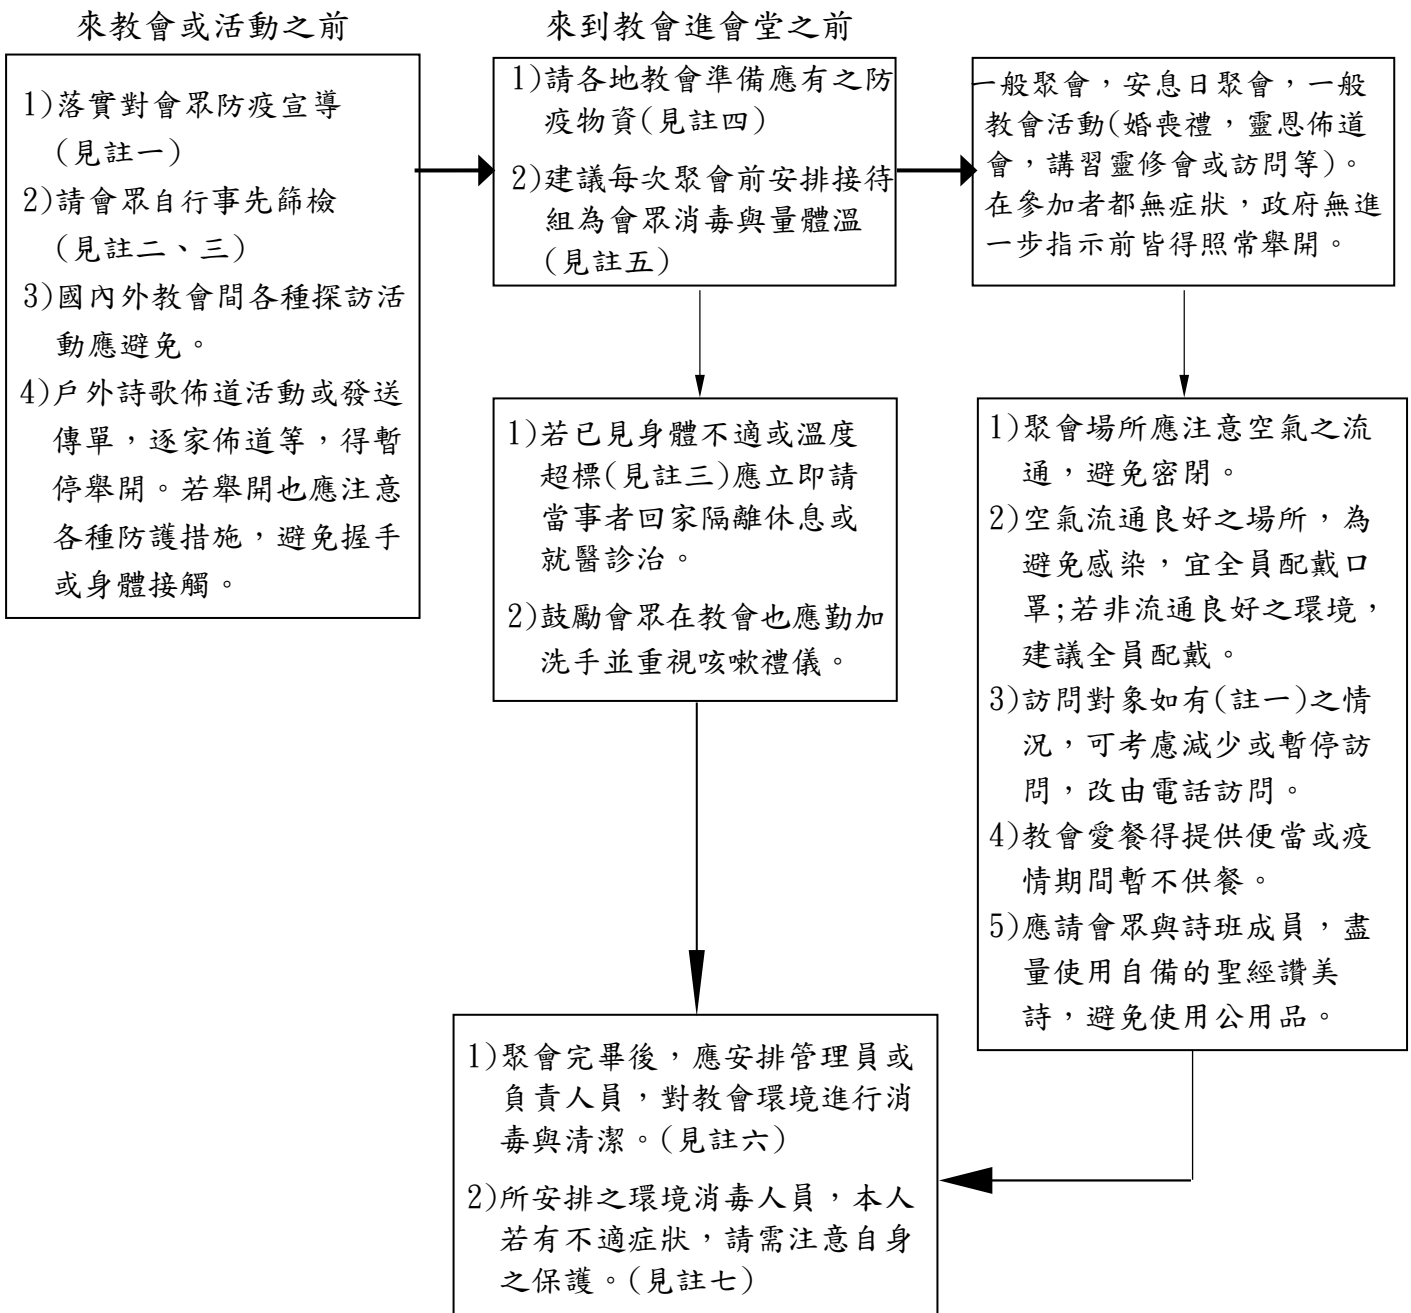 來教會或活動之前
1)落實對會眾防疫宣導
(見註一)
2)請會眾自行事先篩檢
(見註二、三)
3)國內外教會間各種探訪活
動應避免。
4)戶外詩歌佈道活動或發送
傳單，逐家佈道等，得暫
停舉開。若舉開也應注意
各種防護措施，避免握手
或身體接觸。
來到教會進會堂之前
1)請各地教會準備應有之防
疫物資(見註四)
2)建議每次聚會前安排接待
組為會眾消毒與量體溫
(見註五)
一般聚會，安息日聚會，一般
教會活動(婚喪禮，靈恩佈道
會，講習靈修會或訪問等)。
在參加者都無症狀，政府無進
一步指示前皆得照常舉開。
1)若已見身體不適或溫度
超標(見註三)應立即請
當事者回家隔離休息或
就醫診治。
2)鼓勵會眾在教會也應勤加
洗手並重視咳嗽禮儀。
1)聚會場所應注意空氣之流
通，避免密閉。
2)空氣流通良好之場所，為
避免感染，宜全員配戴口
罩;若非流通良好之環境，
建議全員配戴。
3)訪問對象如有(註一)之情
況，可考慮減少或暫停訪
問，改由電話訪問。
4)教會愛餐得提供便當或疫
情期間暫不供餐。
5)應請會眾與詩班成員，盡
量使用自備的聖經讚美
詩，避免使用公用品。
1)聚會完畢後，應安排管理員或
負責人員，對教會環境進行消
毒與清潔。(見註六)
2)所安排之環境消毒人員，本人
若有不適症狀，請需注意自身
之保護。(見註七)